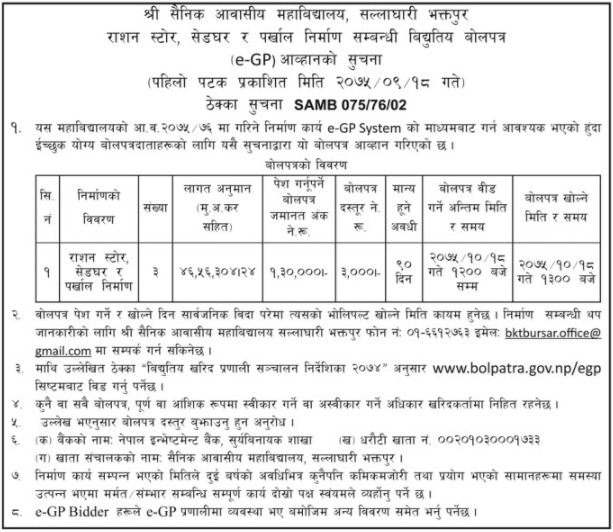 श्री सैनिक आवासीय महाविद्यालय, सल्लाघारी भक्तपुर
राशन स्टोर, सेडघर र पर्खाल निर्माण सम्बन्धी विद्युतिय बोलपत्र
(e-GP) आव्हानको सुचना
(पहिलो पटक प्रकाशित मिति २०७५/०९/१८ गते)
ठेक्का सुचना SAMB 075/76/02
१. यस महाविद्यालयको आ.व.२०७५/७६ मा गरिने निर्माण कार्य e-GP System को माध्यमबाट गर्न आवश्यक भएको हुंदा
ईच्छुक योग्य बोलपत्रदाताहरूको लागि यसै सुचनाद्वारा यो बोलपत्र आव्हान गरिएको छ ।
बोलपत्रको विवरण
सि.नं | निर्माणको विवरण | संख्या | लागत अनुमान (मु.अ.कर सहित) | पेश गर्नूपर्ने बोलपत्र जमानत अंक ने.रू. | बोलपत्र दस्तूर ने.रू. | मान्य हूने अवधी | बोलपत्र वीड गर्ने अन्तिम मिति र समय | बोलपत्र खोल्ने मिति र समय
१ | राशन स्टोर, सेडघर र पर्खाल निर्माण | ३ | ४६,५६,३०४।२४ | १,३०,०००।- | ३,०००।- | ९० दिन | २०७५/१०/१८ गते १२०० बजे सम्म | २०७५/१०/१८ गते १३०० बजे
२. बोलपत्र पेश गर्ने र खोल्ने दिन सार्वजनिक विदा परेमा त्यसको भोलिपल्ट खोल्ने मिति कायम हुनेछ । निर्माण सम्बन्धी थप
जानकारीको लागि श्री सैनिक आवासीय महाविद्यालय सल्लाघारी भक्तपुर फोन नं: ०१-६६१२७६३ इमेल: bktbursar.office@
gmail.com मा सम्पर्क गर्न सकिनेछ ।
३. माथि उल्लेखित ठेक्का "विद्युतिय खरिद प्रणाली सञ्चालन निर्देशिका २०७४" अनुसार www.bolpatra.gov.np/egp
सिष्टमबाट विड गर्नु पर्नेछ ।
४. कुनै वा सबै बोलपत्र, पूर्ण वा आंशिक रूपमा स्वीकार गर्ने वा अस्वीकार गर्ने अधिकार खरिदकर्तामा निहित रहनेछ ।
५. उल्लेख भएनुसार बोलपत्र दस्तुर बुझाउनु हुन अनुरोध ।
६. (क) बैंकको नाम: नेपाल इन्भेष्टमेन्ट बैंक, सुर्यबिनायक शाखा (ख) धरौटी खाता नं. ००२०१०३०००१७३३
(ग) खाता संचालकको नाम: सैनिक आवासिय महाविद्यालय, सल्लाघारी भक्तपुर ।
७. निर्माण कार्य सम्पन्न भएको मितिले दुई बर्षको अवधिभित्र कुनैपनि कमिकमजोरी तथा प्रयोग भएको सामानहरूमा समस्या
उत्पन्न भएमा मर्मत/संम्भार सम्बन्धि सम्पूर्ण कार्य दोस्रो पक्ष स्वयमले व्यहोर्नु पर्ने छ ।
८. e-GP Bidder हरूले e-GP प्रणालीमा व्यवस्था भए बमोजिम अन्य विवरण समेत भर्नु पर्नेछ ।